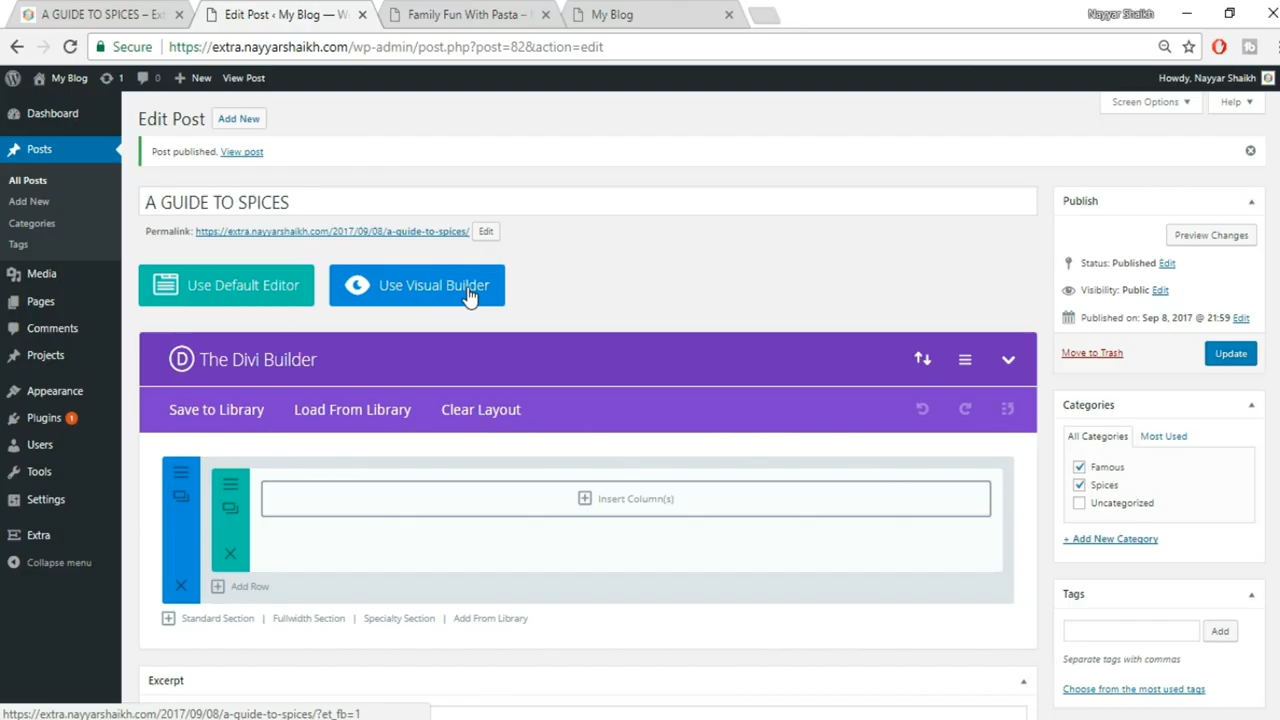 A GUIDE TO SPICES – Ext
Edit Post ‹ My Blog — W
Family Fun With Pasta –
My Blog
Nayyar Shaikh
Secure
https://extra.nayyarshaikh.com/wp-admin/post.php?post=82&action=edit
My Blog
1
0
New
View Post
Howdy, Nayyar Shaikh
Dashboard
Posts
All Posts
Add New
Categories
Tags
Media
Pages
Comments
Projects
Appearance
Plugins 1
Users
Tools
Settings
Extra
Collapse menu
Screen Options
Help
Edit Post
Add New
Post published. View post
A GUIDE TO SPICES
Permalink: https://extra.nayyarshaikh.com/2017/09/08/a-guide-to-spices/ Edit
Use Default Editor
Use Visual Builder
D The Divi Builder
Save to Library
Load From Library
Clear Layout
Insert Column(s)
Add Row
Standard Section | Fullwidth Section | Specialty Section | Add From Library
Excerpt
Publish
Preview Changes
Status: Published Edit
Visibility: Public Edit
Published on: Sep 8, 2017 @ 21:59 Edit
Move to Trash
Update
Categories
All Categories
Most Used
Famous
Spices
Uncategorized
+ Add New Category
Tags
Add
Separate tags with commas
Choose from the most used tags
https://extra.nayyarshaikh.com/2017/09/08/a-guide-to-spices/?et_fb=1